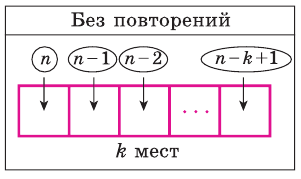 Без повторений
n n−1 n−2 n−k+1
...
k мест